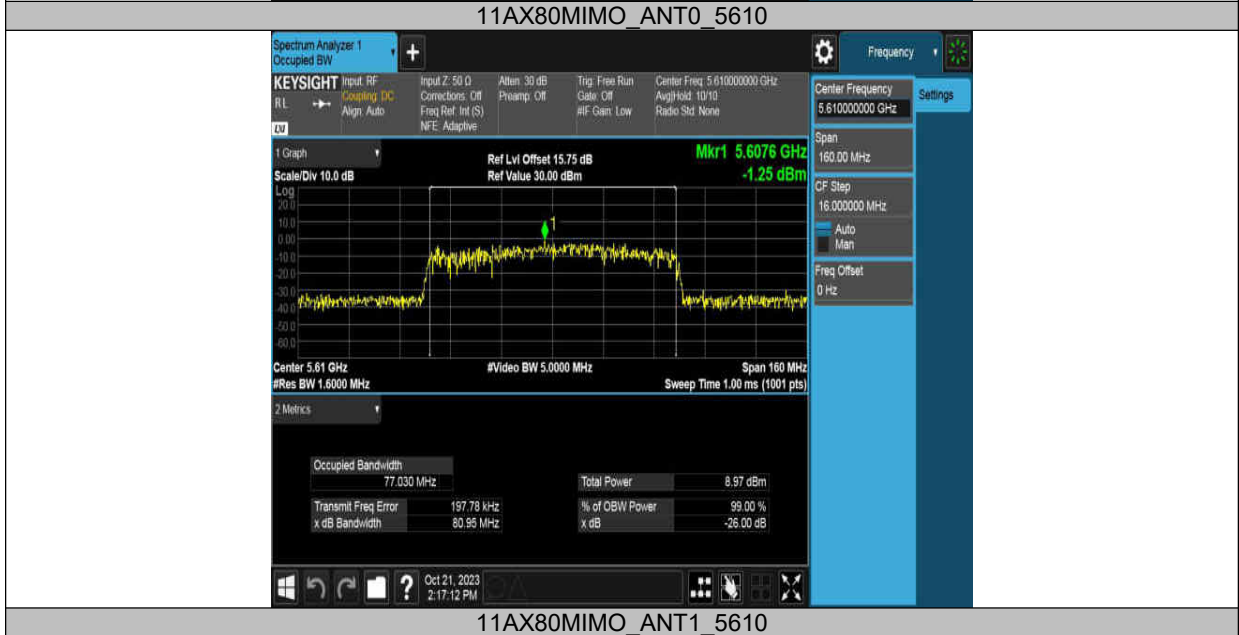 11AX80MIMO_ANT0_5610
Spectrum Analyzer 1
Occupied BW
Frequency
KEYSIGHT
RL
LXI
Input: RF
Coupling: DC
Align: Auto
Input Z: 50 Ω
Corrections: Off
Freq Ref: Int (S)
NFE: Adaptive
Atten: 30 dB
Preamp: Off
Trig: Free Run
Gate: Off
#IF Gain: Low
Center Freq: 5.610000000 GHz
Avg|Hold: 10/10
Radio Std: None
Center Frequency
5.610000000 GHz
Settings
Span
160.00 MHz
CF Step
16.000000 MHz
Auto
Man
Freq Offset
0 Hz
1 Graph
Scale/Div 10.0 dB
Ref Lvl Offset 15.75 dB
Ref Value 30.00 dBm
Mkr1 5.6076 GHz
-1.25 dBm
Log
20.0
10.0
0.00
-10.0
-20.0
-30.0
-40.0
-50.0
-60.0
1
Center 5.61 GHz
#Video BW 5.0000 MHz
Span 160 MHz
#Res BW 1.6000 MHz
Sweep Time 1.00 ms (1001 pts)
2 Metrics
Occupied Bandwidth
77.030 MHz
Total Power 8.97 dBm
Transmit Freq Error 197.78 kHz
% of OBW Power 99.00 %
x dB Bandwidth 80.95 MHz
x dB -26.00 dB
?
Oct 21, 2023
2:17:12 PM
11AX80MIMO_ANT1_5610